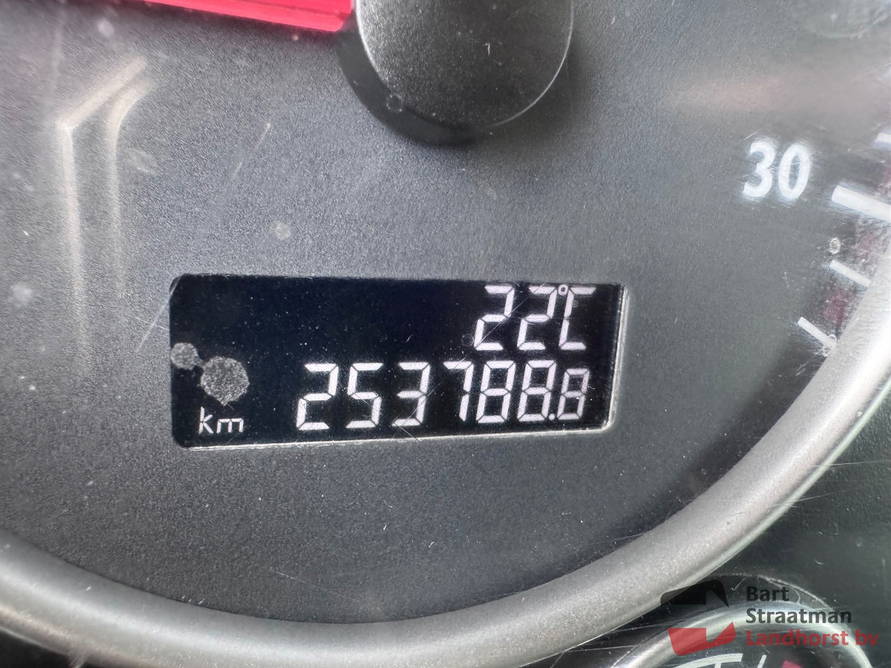 30
22°C
km 253788.8
Bart
Straatman
Landhorst bv